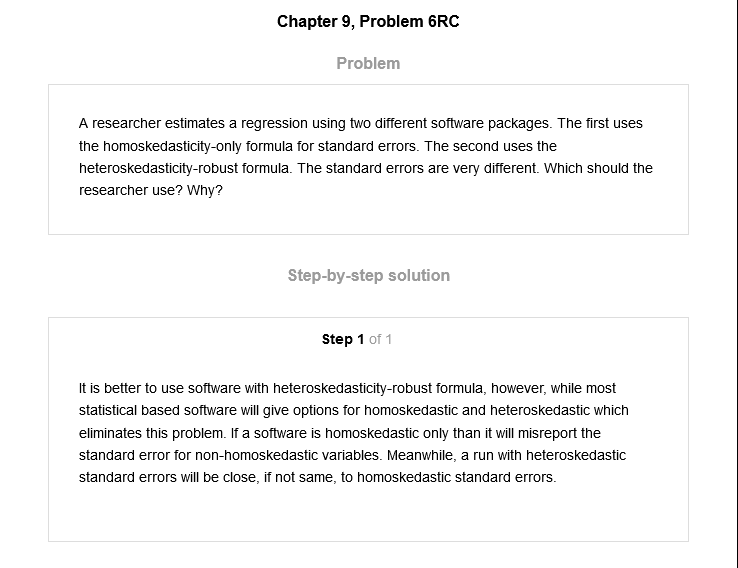 Chapter 9, Problem 6RC
Problem
A researcher estimates a regression using two different software packages. The first uses
the homoskedasticity-only formula for standard errors. The second uses the
heteroskedasticity-robust formula. The standard errors are very different. Which should the
researcher use? Why?
Step-by-step solution
Step 1 of 1
It is better to use software with heteroskedasticity-robust formula, however, while most
statistical based software will give options for homoskedastic and heteroskedastic which
eliminates this problem. If a software is homoskedastic only than it will misreport the
standard error for non-homoskedastic variables. Meanwhile, a run with heteroskedastic
standard errors will be close, if not same, to homoskedastic standard errors.